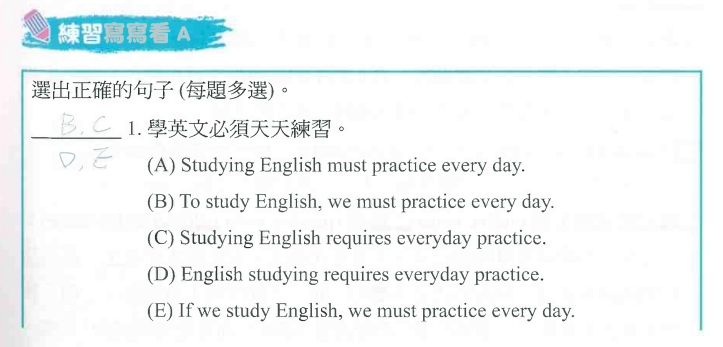 練習寫寫看 A
選出正確的句子 (每題多選)。
B. C 1. 學英文必須天天練習。
D. E
(A) Studying English must practice every day.
(B) To study English, we must practice every day.
(C) Studying English requires everyday practice.
(D) English studying requires everyday practice.
(E) If we study English, we must practice every day.